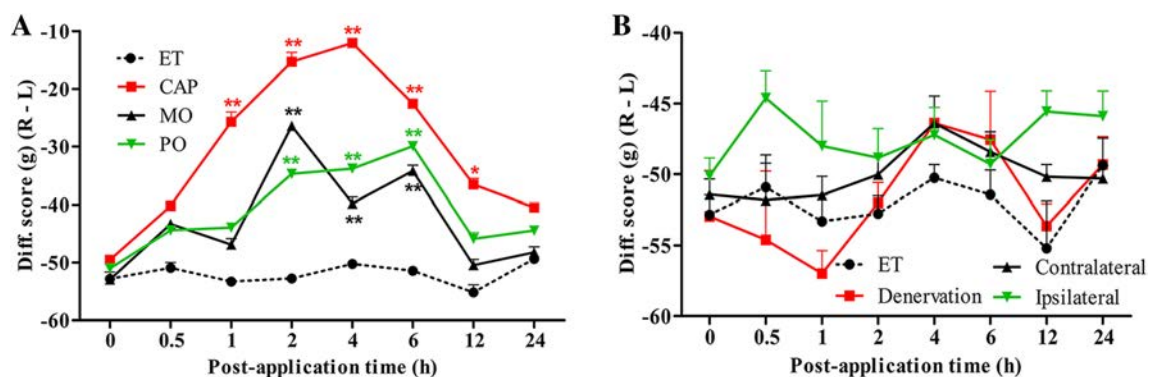 A
Diff. score (g) (R - L)
-10
-20
-30
-40
-50
-60
ET
CAP
MO
PO
**
**
**
**
*
**
**
**
**
**
**
0 0.5 1 2 4 6 12 24
Post-application time (h)
B
Diff. score (g) (R - L)
-40
-45
-50
-55
-60
ET
Denervation
Contralateral
Ipsilateral
0 0.5 1 2 4 6 12 24
Post-application time (h)